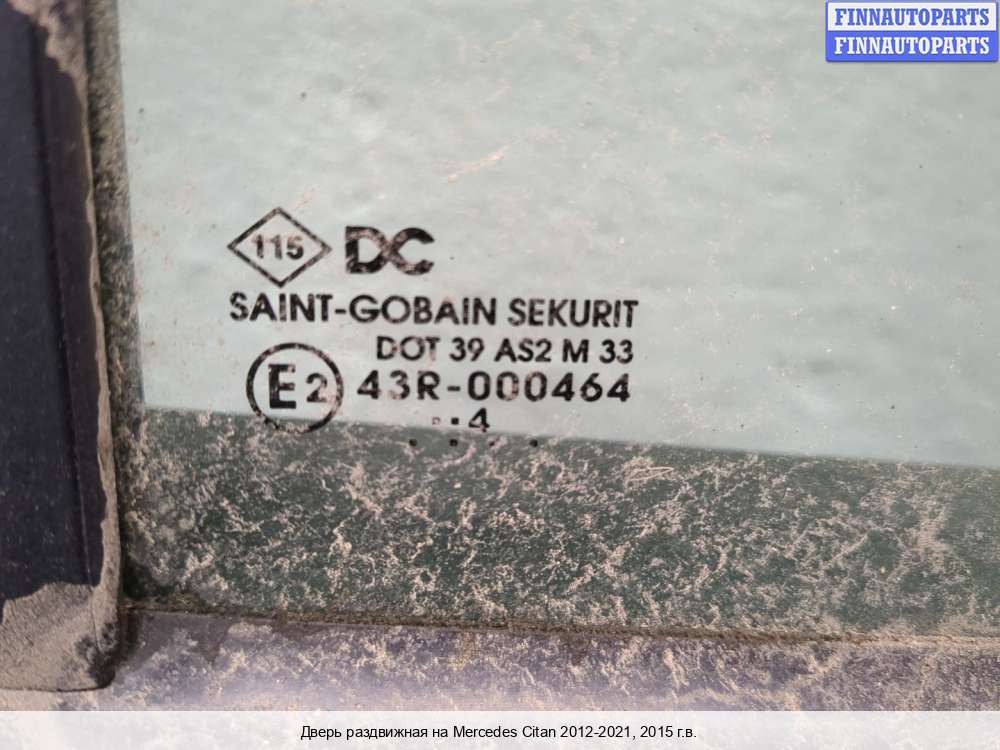 FINNAUTOPARTS
FINNAUTOPARTS
115 DC
SAINT-GOBAIN SEKURIT
DOT 39 AS2 M 33
E2 43R-000464
4
Дверь раздвижная на Mercedes Citan 2012-2021, 2015 г.в.